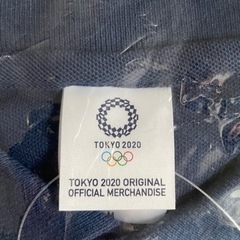 TOKYO 2020
TOKYO 2020 ORIGINAL
OFFICIAL MERCHANDISE